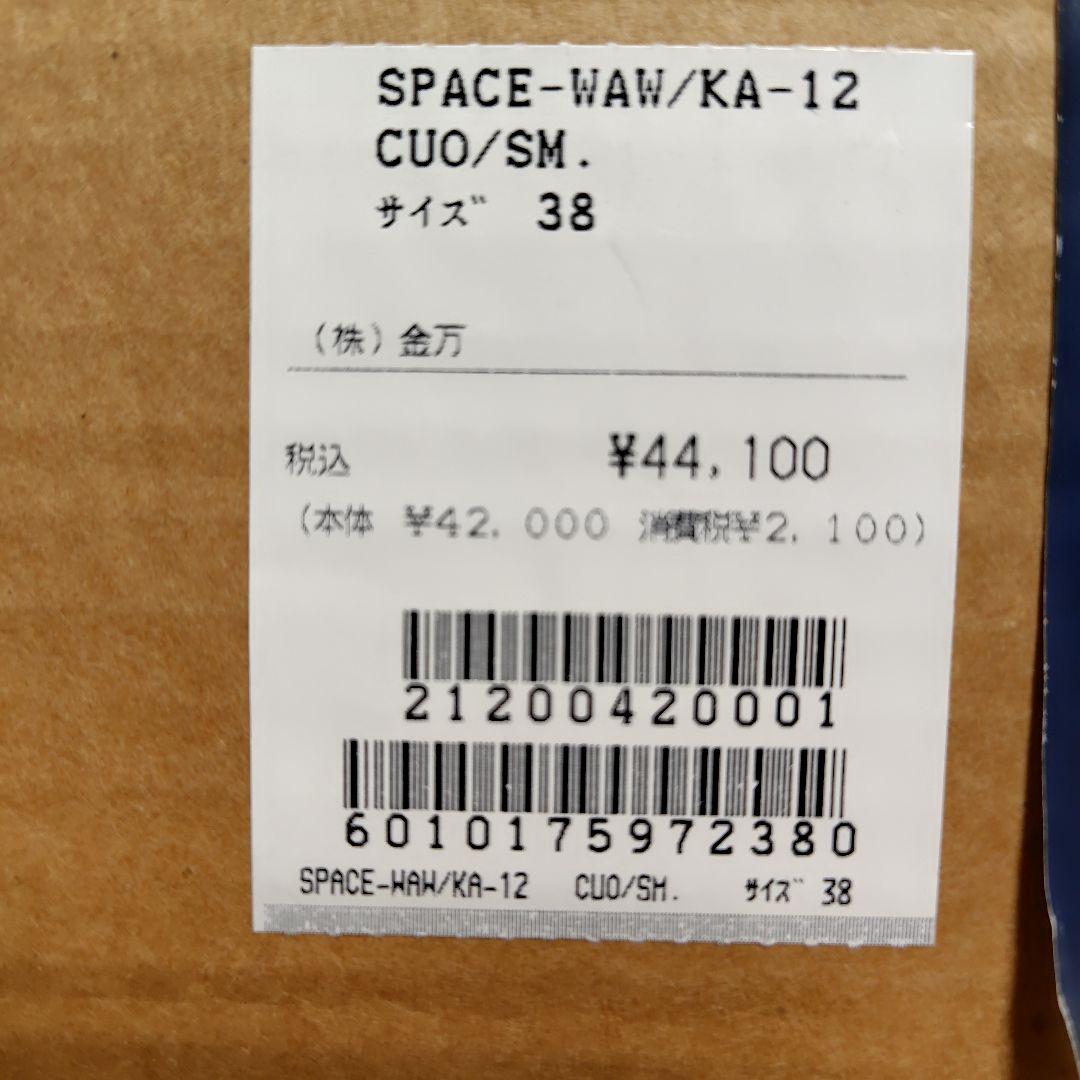 SPACE-WAW/KA-12
CUO/SM.
サイズ 38
(株)金万
税込 ¥44,100
(本体 ¥42,000 消費税¥2,100)
21200420001
6010175972380
SPACE-WAW/KA-12 CUO/SM. サイズ 38